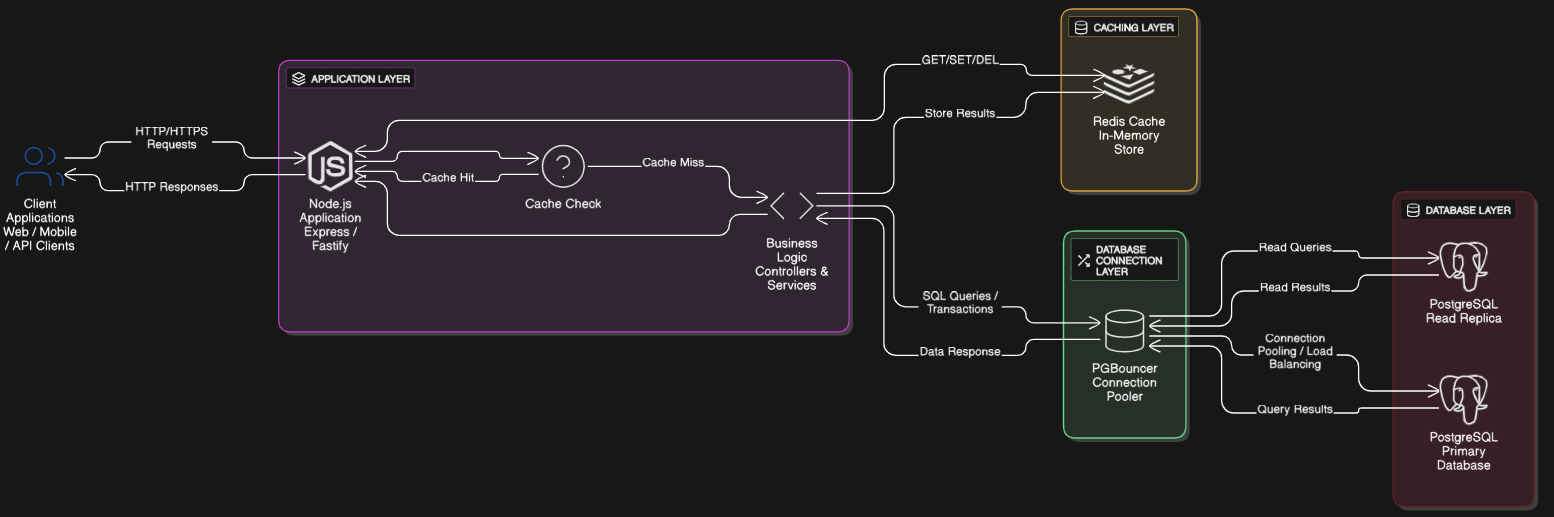 CACHING LAYER
GET/SET/DEL
APPLICATION LAYER
Store Results
Redis Cache
In-Memory
Store
HTTP/HTTPS
Requests
JS
?
Cache Miss
Cache Hit
HTTP Responses
Client
Applications
Web / Mobile
/ API Clients
Node.js
Application
Express /
Fastify
Cache Check
Business
Logic
Controllers &
Services
DATABASE LAYER
DATABASE
CONNECTION
LAYER
Read Queries
Read Results
PostgreSQL
Read Replica
SQL Queries /
Transactions
Data Response
PGBouncer
Connection
Pooler
Connection
Pooling / Load
Balancing
Query Results
PostgreSQL
Primary
Database